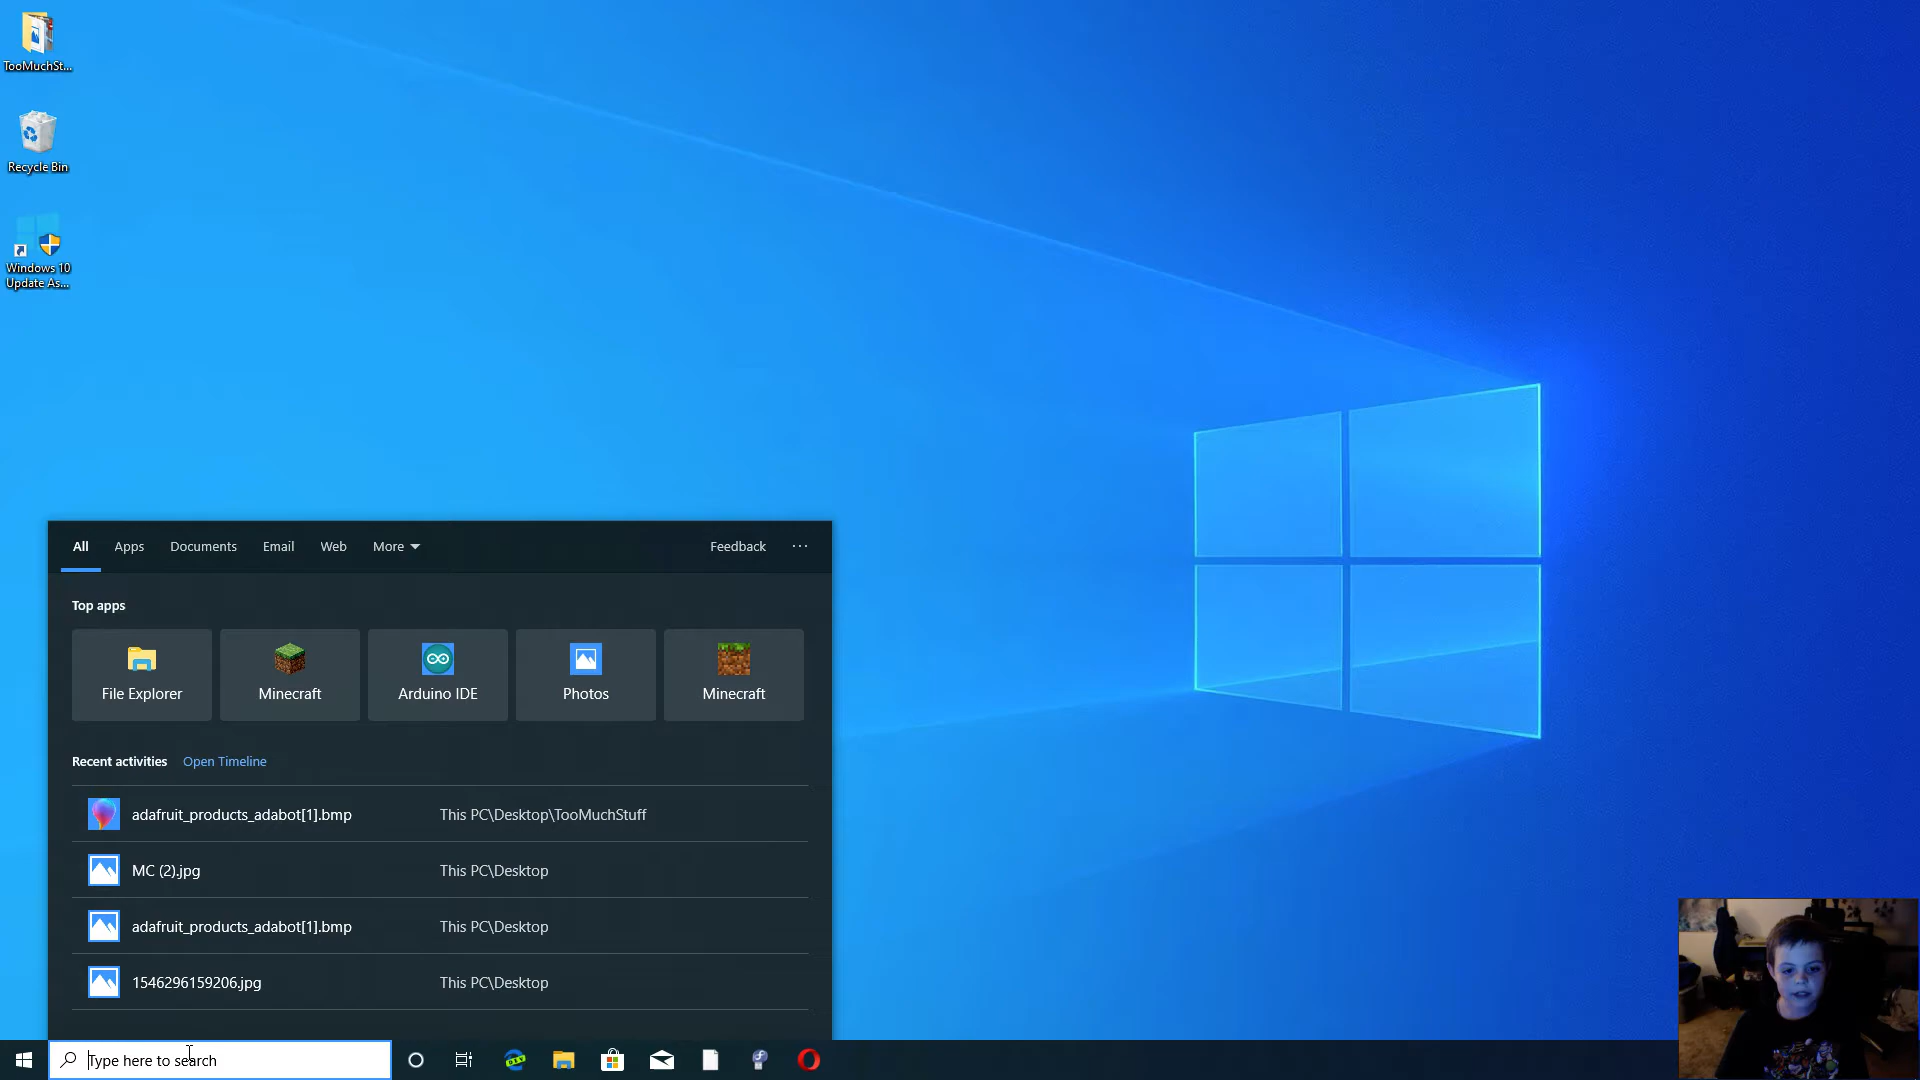 TooMuchSt...
Recycle Bin
Windows 10
Update As...
All Apps Documents Email Web More Feedback ...
Top apps
File Explorer Minecraft Arduino IDE Photos Minecraft
Recent activities Open Timeline
adafruit_products_adabot[1].bmp This PC\Desktop\TooMuchStuff
MC (2).jpg This PC\Desktop
adafruit_products_adabot[1].bmp This PC\Desktop
1546296159206.jpg This PC\Desktop
Type here to search
DEV